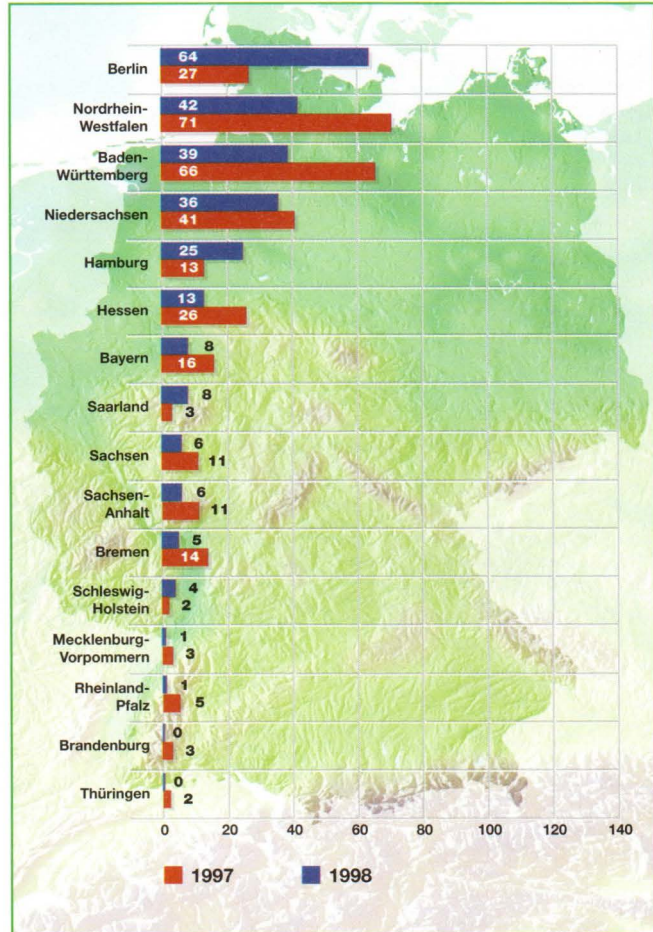 Berlin
64
27
Nordrhein-
Westfalen
42
71
Baden-
Württemberg
39
66
Niedersachsen
36
41
Hamburg
25
13
Hessen
13
26
Bayern
8
16
Saarland
8
3
Sachsen
6
11
Sachsen-
Anhalt
6
11
Bremen
5
14
Schleswig-
Holstein
4
2
Mecklenburg-
Vorpommern
1
3
Rheinland-
Pfalz
1
5
Brandenburg
0
3
Thüringen
0
2
0 20 40 60 80 100 120 140
1997 1998